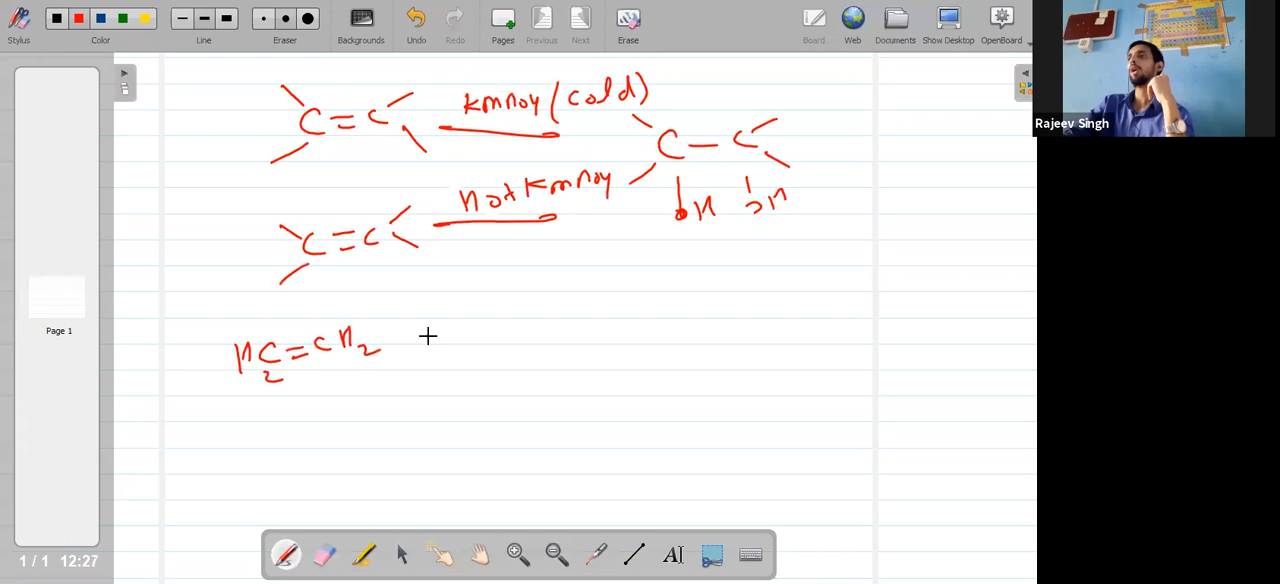 Stylus
Color
Line
Eraser
Backgrounds
Undo
Redo
Pages
Previous
Next
Erase
Board
Web
Documents
Show Desktop
OpenBoard
Rajeev Singh
C = C
KMnO4 (cold)
C — C
OH OH
C = C
hot KMnO4
H2C = CH2
Page 1
1 / 1 12:27